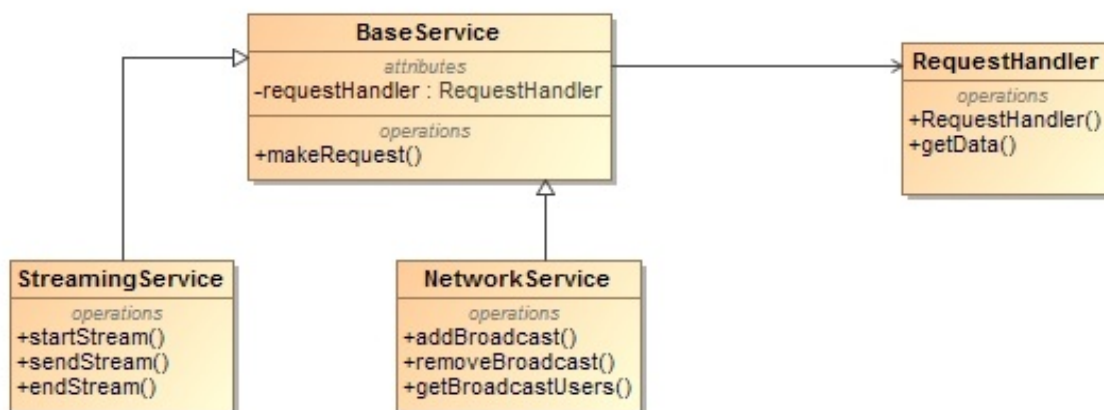 BaseService
attributes
-requestHandler : RequestHandler
operations
+makeRequest()
RequestHandler
operations
+RequestHandler()
+getData()
StreamingService
operations
+startStream()
+sendStream()
+endStream()
NetworkService
operations
+addBroadcast()
+removeBroadcast()
+getBroadcastUsers()